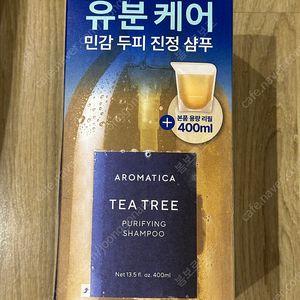 유분 케어
민감 두피 진정 샴푸
본품 용량 리필
400ml
AROMATICA
TEA TREE
PURIFYING
SHAMPOO
Net 13.5 fl. oz. 400ml